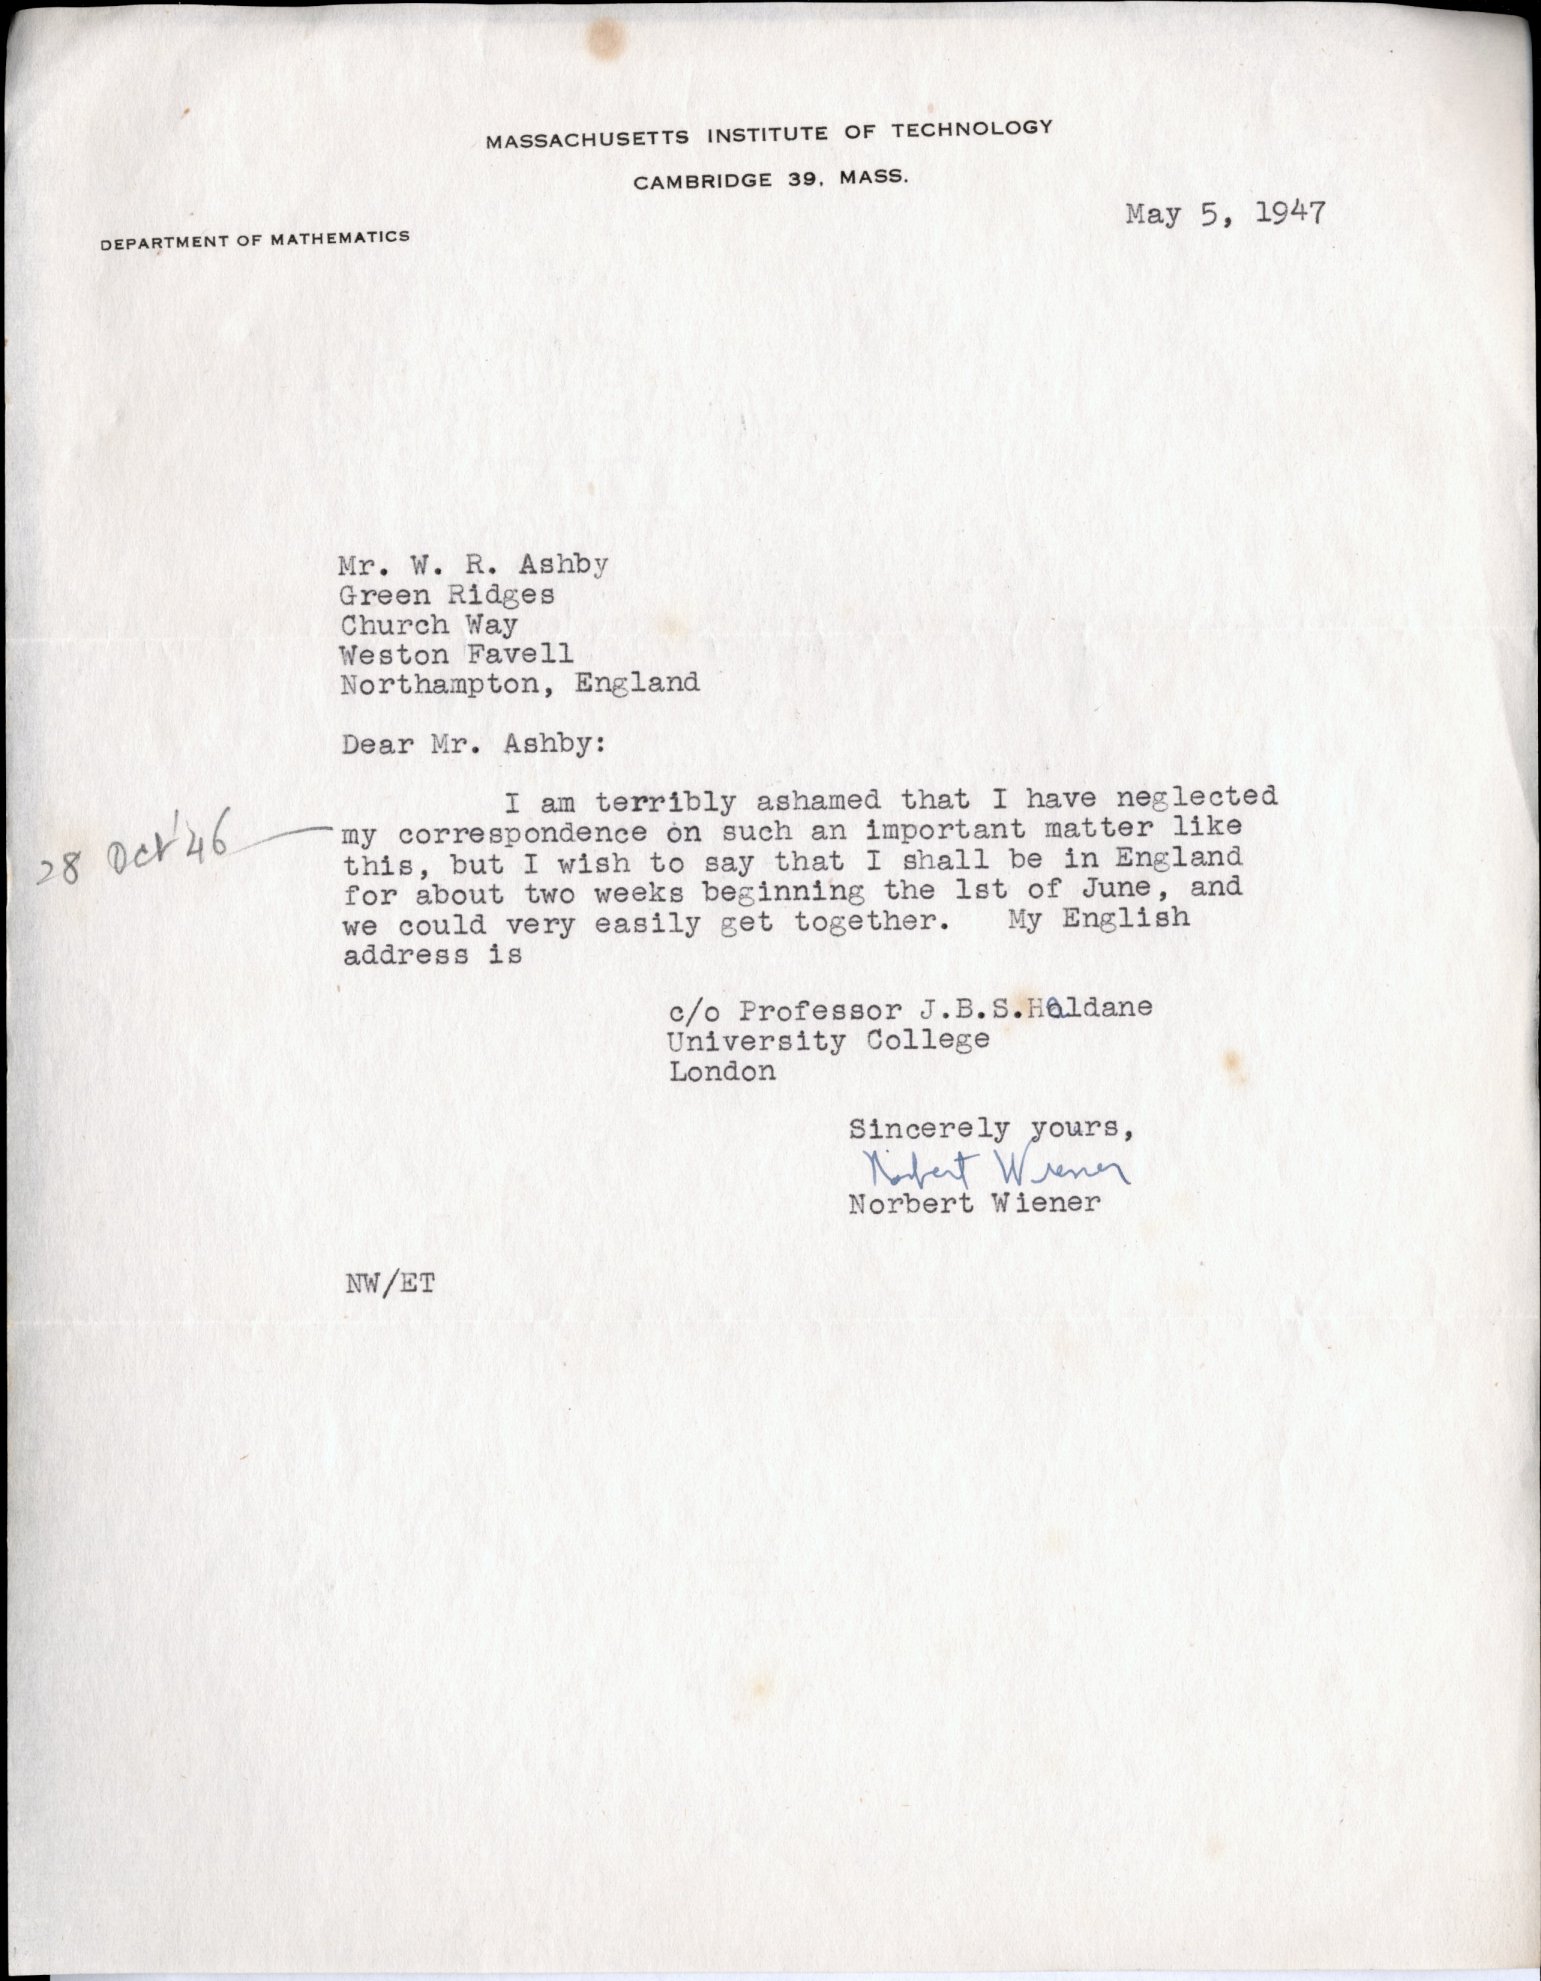 MASSACHUSETTS INSTITUTE OF TECHNOLOGY
CAMBRIDGE 39, MASS.
May 5, 1947
DEPARTMENT OF MATHEMATICS
Mr. W. R. Ashby
Green Ridges
Church Way
Weston Favell
Northampton, England
Dear Mr. Ashby:
I am terribly ashamed that I have neglected
28 Oct '46
my correspondence on such an important matter like
this, but I wish to say that I shall be in England
for about two weeks beginning the 1st of June, and
we could very easily get together. My English
address is
c/o Professor J.B.S.Haldane
University College
London
Sincerely yours,
Norbert Wiener
Norbert Wiener
NW/ET